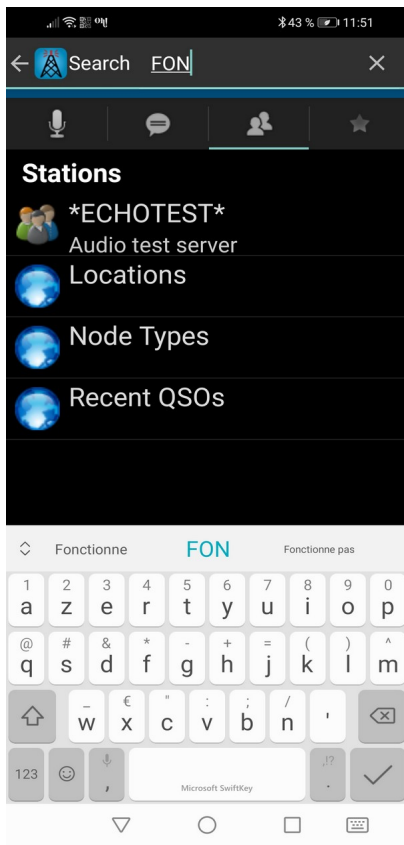 43 % 11:51
Search FON
Stations
*ECHOTEST*
Audio test server
Locations
Node Types
Recent QSOs
Fonctionne FON Fonctionne pas
1 2 3 4 5 6 7 8 9 0
a z e r t y u i o p
@ # & * - + = ( ) ^
q s d f g h j k l m
_ € " : ; /
w x c v b n '
,!?
123 , Microsoft SwiftKey .